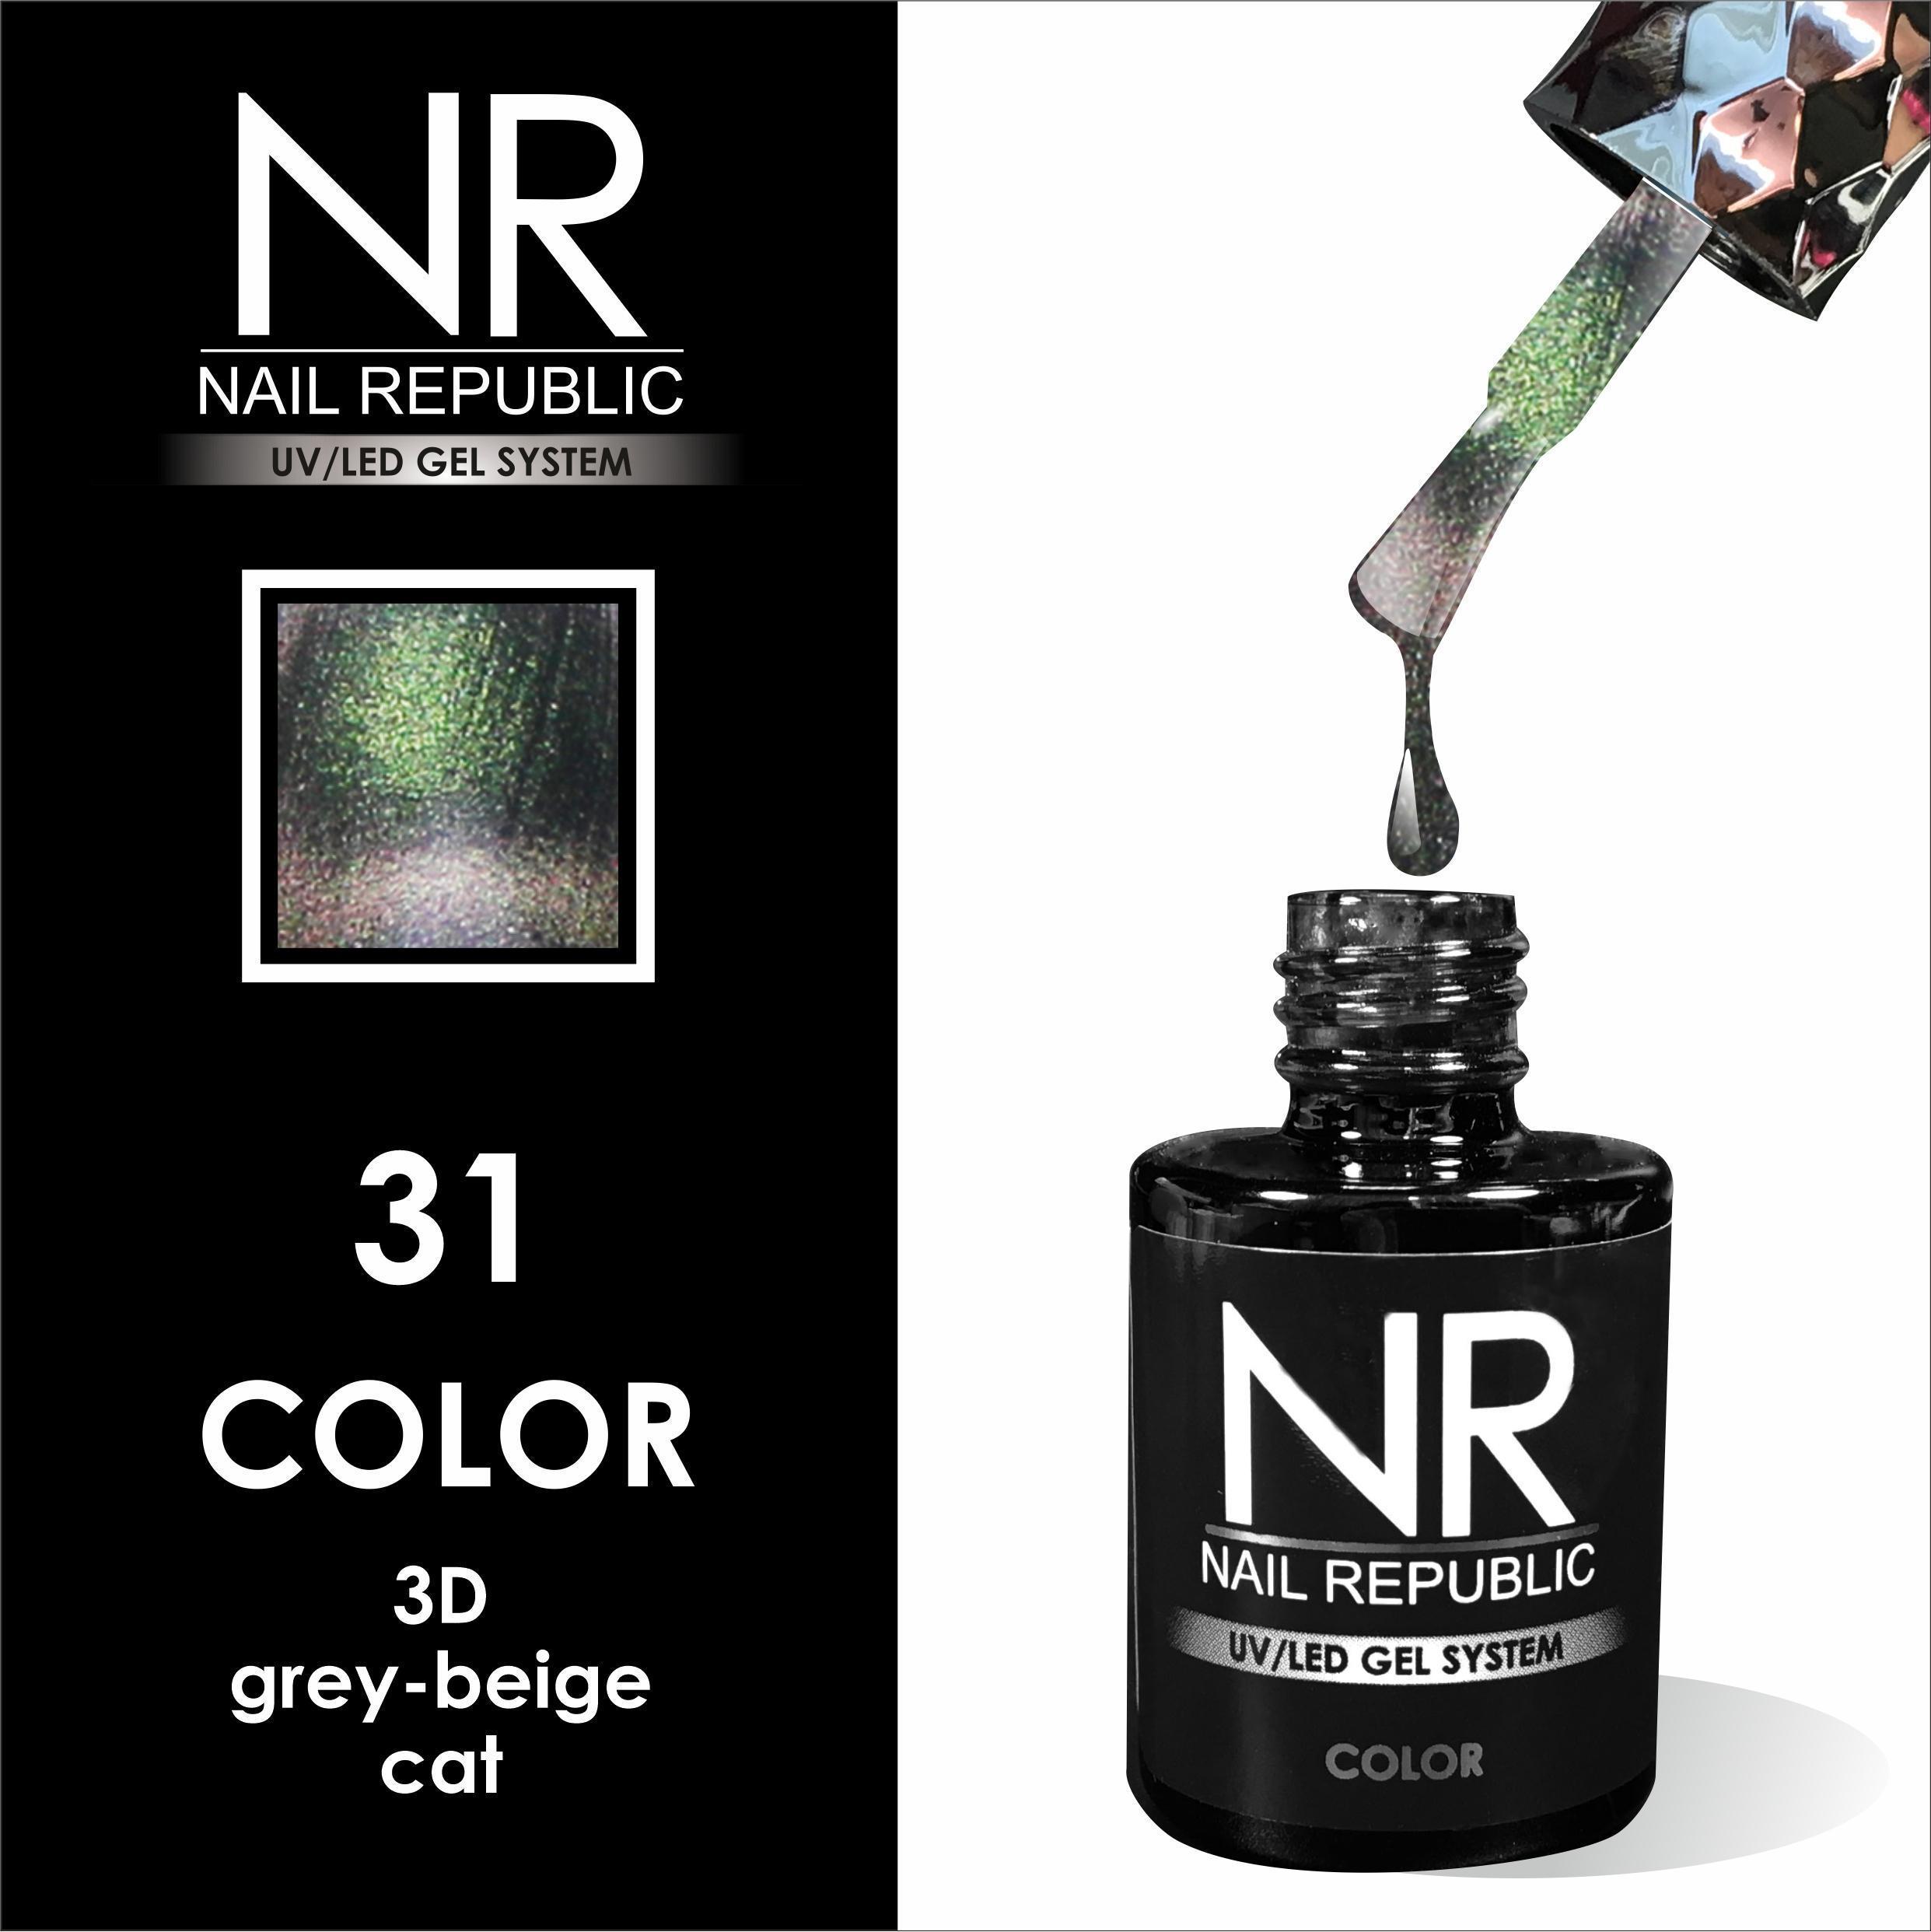 NR
NAIL REPUBLIC
UV/LED GEL SYSTEM
31
COLOR
3D
grey-beige
cat
NR
NAIL REPUBLIC
UV/LED GEL SYSTEM
COLOR